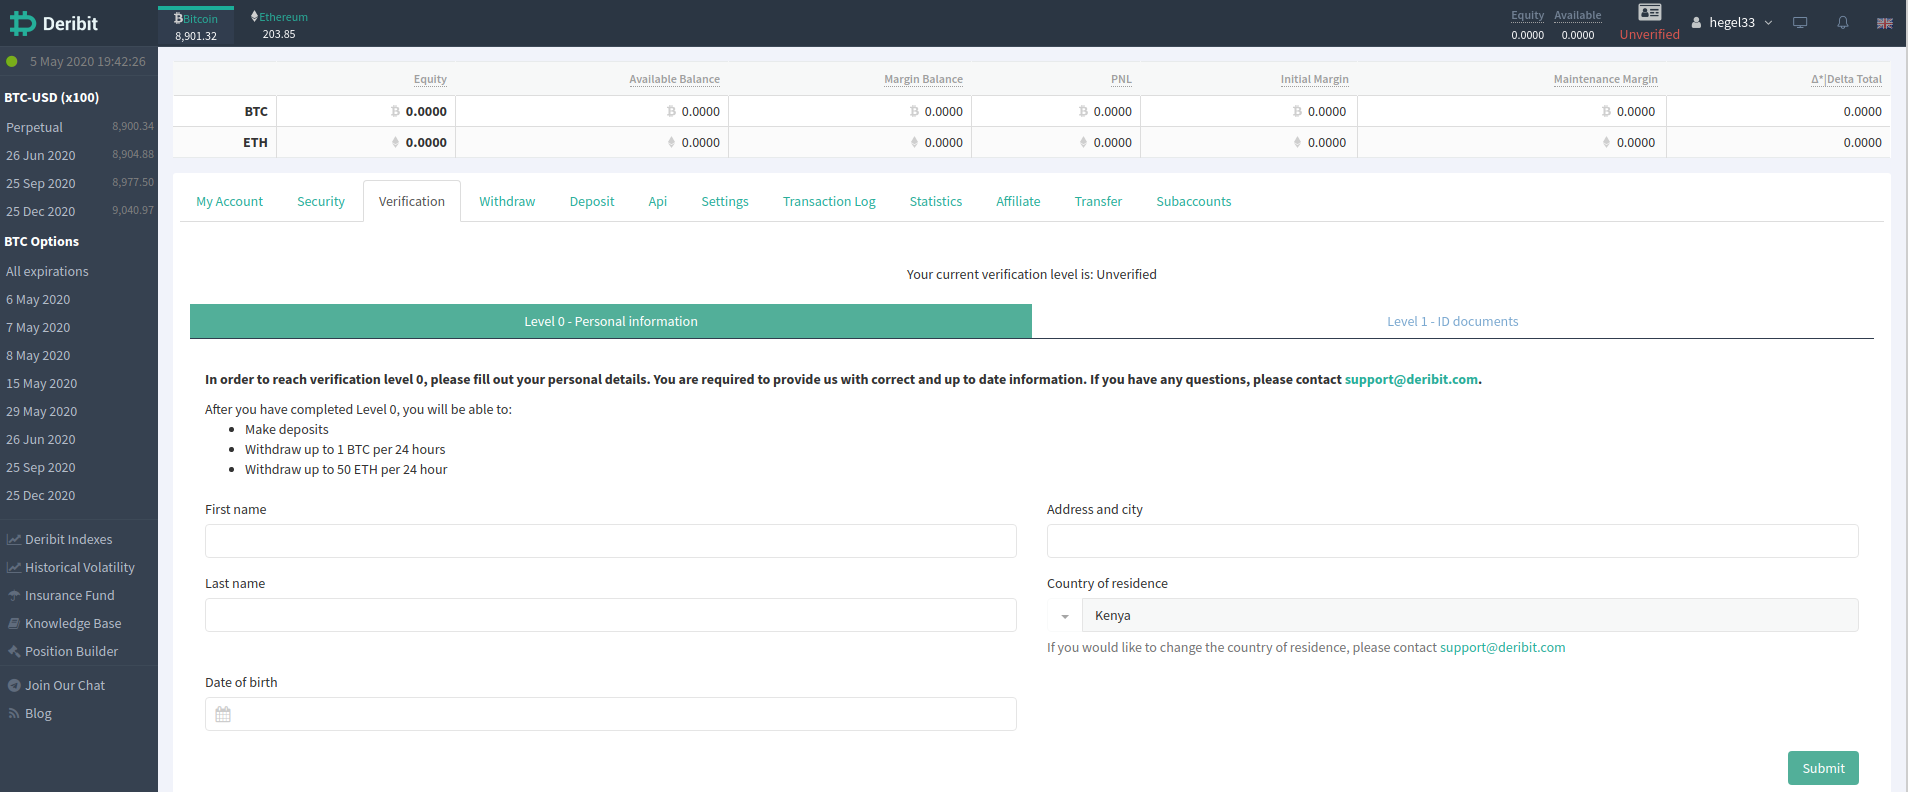 Deribit
Bitcoin
8,901.32
Ethereum
203.85
Equity
0.0000
Available
0.0000
Unverified
hegel33
5 May 2020 19:42:26
BTC-USD (x100)
Perpetual 8,900.34
26 Jun 2020 8,904.88
25 Sep 2020 8,977.50
25 Dec 2020 9,040.97
BTC Options
All expirations
6 May 2020
7 May 2020
8 May 2020
15 May 2020
29 May 2020
26 Jun 2020
25 Sep 2020
25 Dec 2020
Deribit Indexes
Historical Volatility
Insurance Fund
Knowledge Base
Position Builder
Join Our Chat
Blog
Equity Available Balance Margin Balance PNL Initial Margin Maintenance Margin Δ*|Delta Total
BTC ₿ 0.0000 ₿ 0.0000 ₿ 0.0000 ₿ 0.0000 ₿ 0.0000 ₿ 0.0000 0.0000
ETH 0.0000 0.0000 0.0000 0.0000 0.0000 0.0000 0.0000
My Account Security Verification Withdraw Deposit Api Settings Transaction Log Statistics Affiliate Transfer Subaccounts
Your current verification level is: Unverified
Level 0 - Personal information Level 1 - ID documents
In order to reach verification level 0, please fill out your personal details. You are required to provide us with correct and up to date information. If you have any questions, please contact support@deribit.com.
After you have completed Level 0, you will be able to:
• Make deposits
• Withdraw up to 1 BTC per 24 hours
• Withdraw up to 50 ETH per 24 hour
First name
Address and city
Last name
Country of residence
Kenya
If you would like to change the country of residence, please contact support@deribit.com
Date of birth
Submit